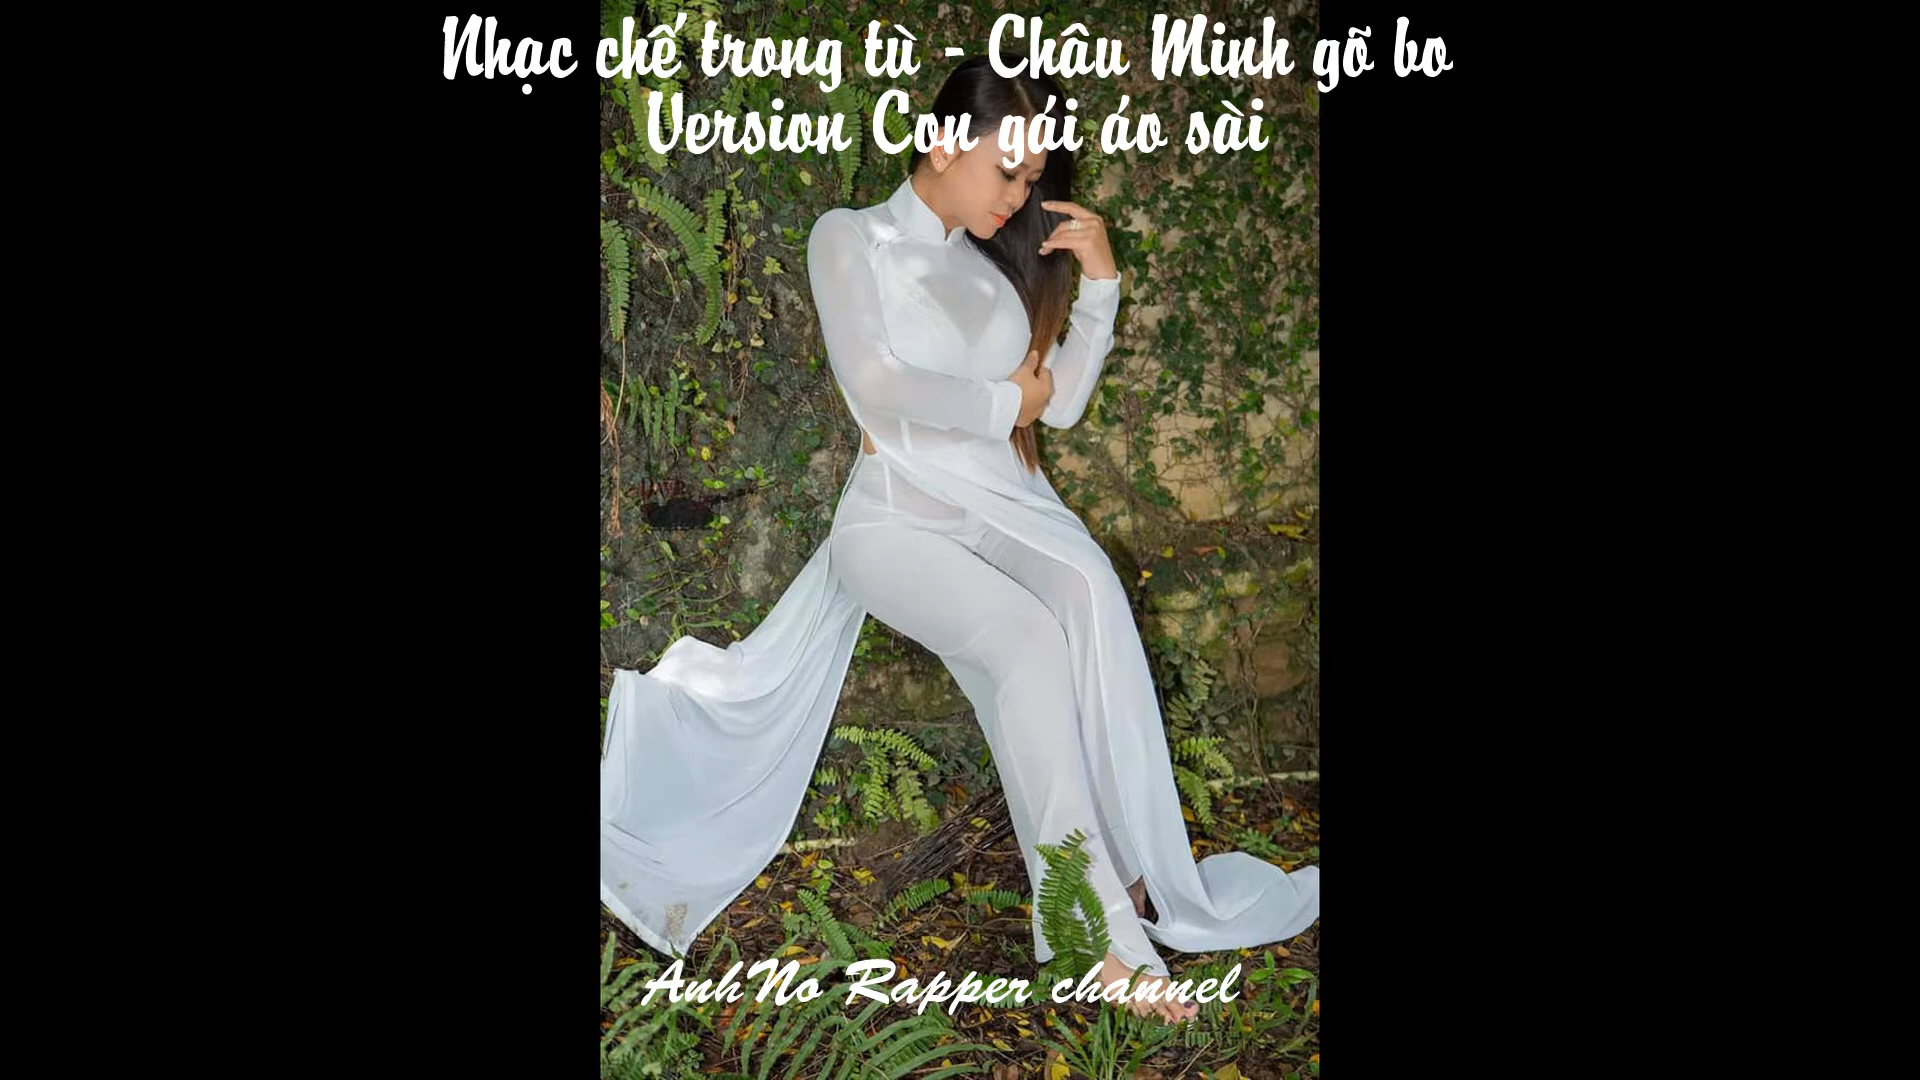 Nhạc chế trong tù - Châu Minh gõ bo
Version Con gái áo sài
AnhNo Rapper channel